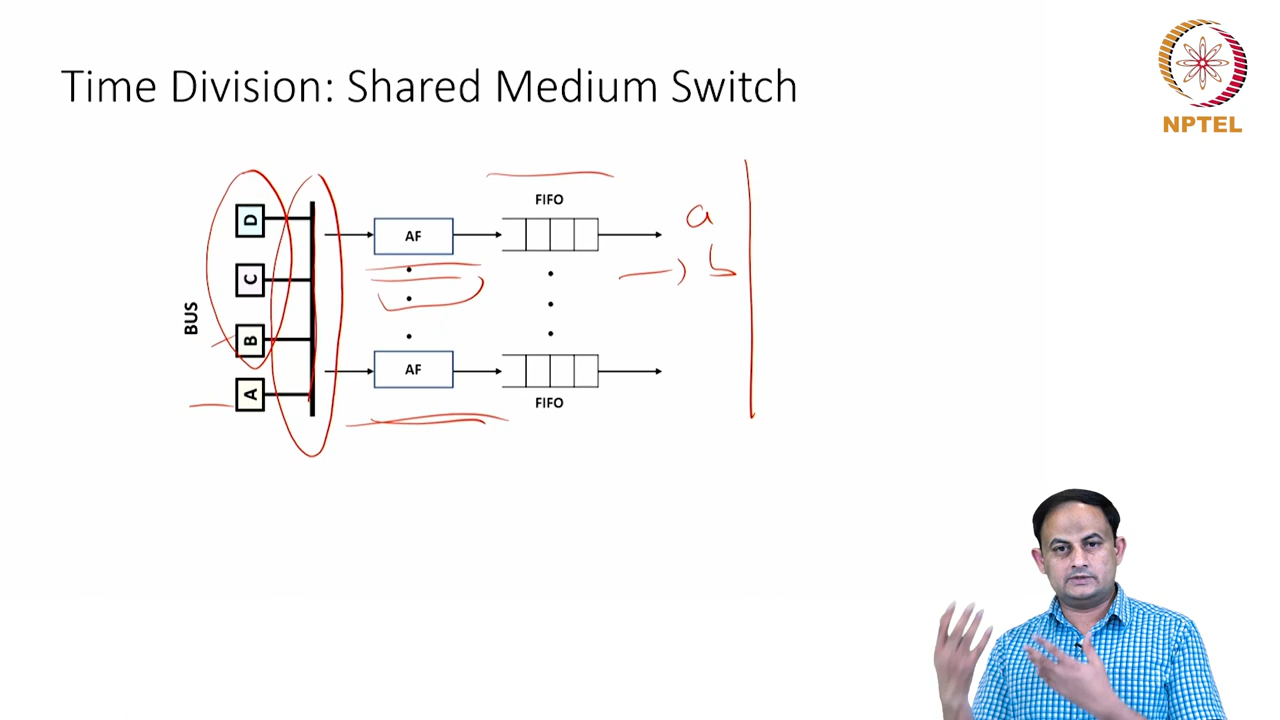 Time Division: Shared Medium Switch
NPTEL
BUS
D
C
B
A
AF
AF
FIFO
FIFO
a
b